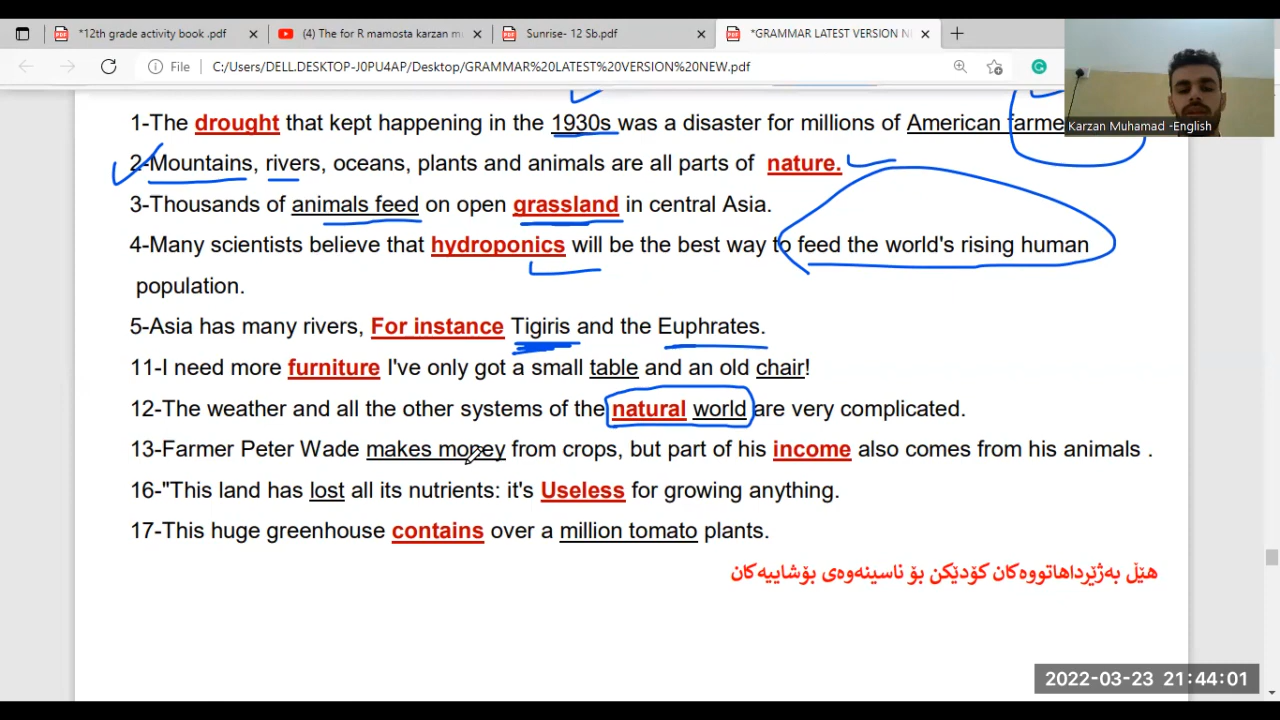 *12th grade activity book .pdf
(4) The for R mamosta karzan m
Sunrise- 12 Sb.pdf
*GRAMMAR LATEST VERSION N
File
C:/Users/DELL.DESKTOP-J0PU4AP/Desktop/GRAMMAR%20LATEST%20VERSION%20NEW.pdf
Karzan Muhamad -English
1-The drought that kept happening in the 1930s was a disaster for millions of American farme
2-Mountains, rivers, oceans, plants and animals are all parts of nature.
3-Thousands of animals feed on open grassland in central Asia.
4-Many scientists believe that hydroponics will be the best way to feed the world's rising human
population.
5-Asia has many rivers, For instance Tigiris and the Euphrates.
11-I need more furniture I've only got a small table and an old chair!
12-The weather and all the other systems of the natural world are very complicated.
13-Farmer Peter Wade makes money from crops, but part of his income also comes from his animals .
16-"This land has lost all its nutrients: it's Useless for growing anything.
17-This huge greenhouse contains over a million tomato plants.
هێڵ بەژێرداهاتووەکان کۆدێکن بۆ ناسینەوەی بۆشاییەکان
2022-03-23 21:44:01